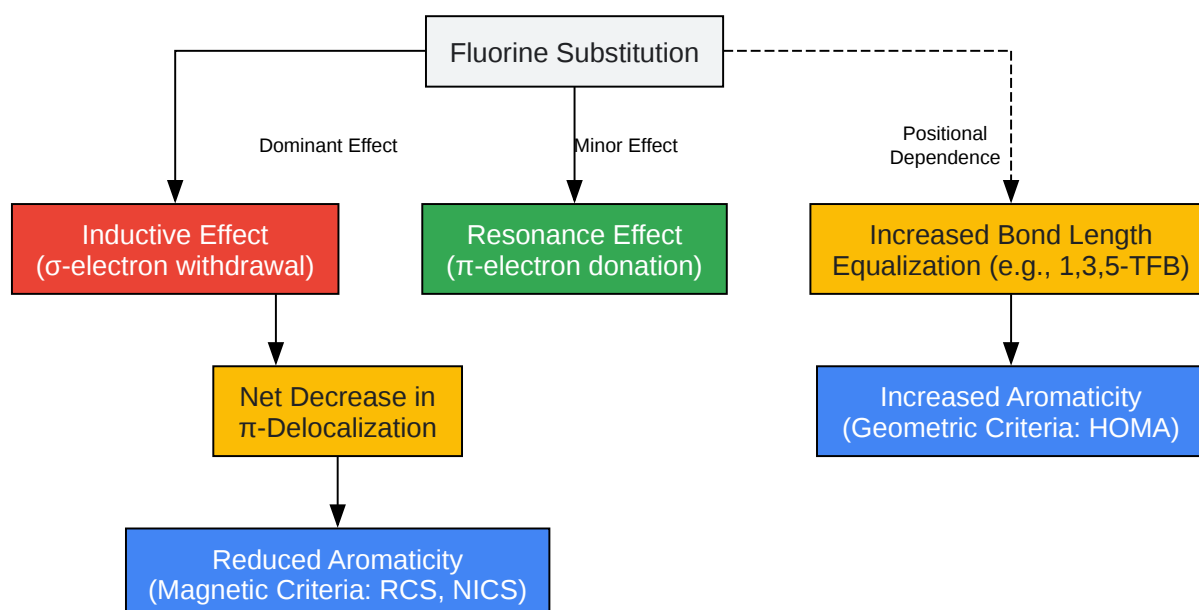 Fluorine Substitution
Dominant Effect
Minor Effect
Positional
Dependence
Inductive Effect
(σ-electron withdrawal)
Resonance Effect
(π-electron donation)
Increased Bond Length
Equalization (e.g., 1,3,5-TFB)
Net Decrease in
π-Delocalization
Increased Aromaticity
(Geometric Criteria: HOMA)
Reduced Aromaticity
(Magnetic Criteria: RCS, NICS)